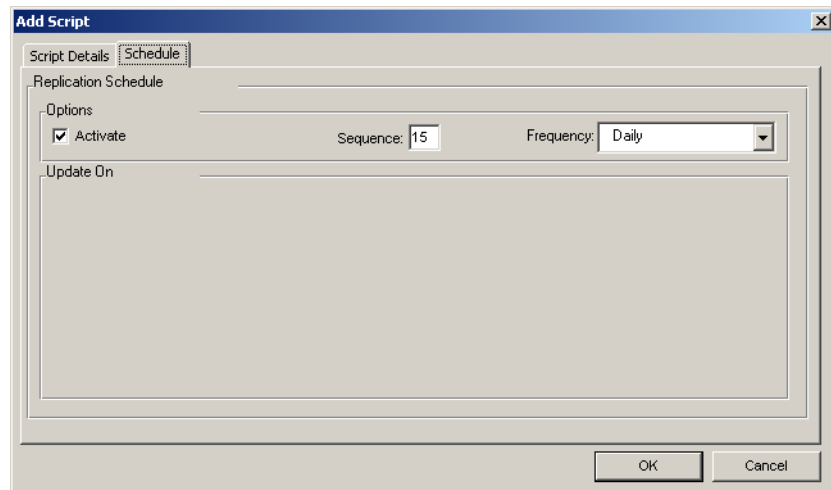 Add Script
Script Details Schedule
Replication Schedule
Options
Activate Sequence: 15 Frequency: Daily
Update On
OK Cancel